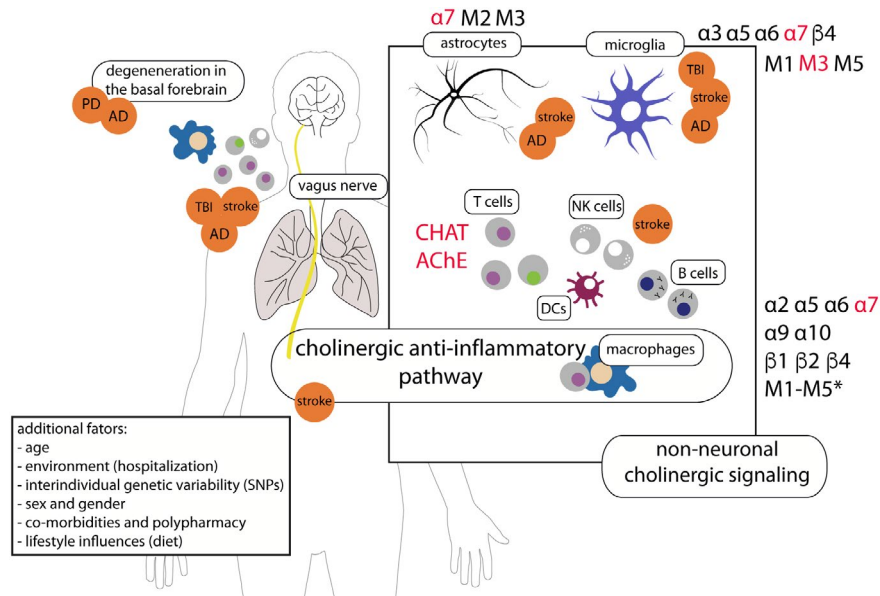 α7 M2 M3
astrocytes
microglia
α3 α5 α6 α7 β4
M1 M3 M5
degeneneration in
the basal forebrain
PD
AD
TBI
stroke
AD
stroke
AD
vagus nerve
TBI
stroke
AD
T cells
NK cells
stroke
CHAT
AChE
B cells
DCs
α2 α5 α6 α7
α9 α10
β1 β2 β4
M1-M5*
cholinergic anti-inflammatory
pathway
macrophages
stroke
additional fators:
- age
- environment (hospitalization)
- interindividual genetic variability (SNPs)
- sex and gender
- co-morbidities and polypharmacy
- lifestyle influences (diet)
non-neuronal
cholinergic signaling